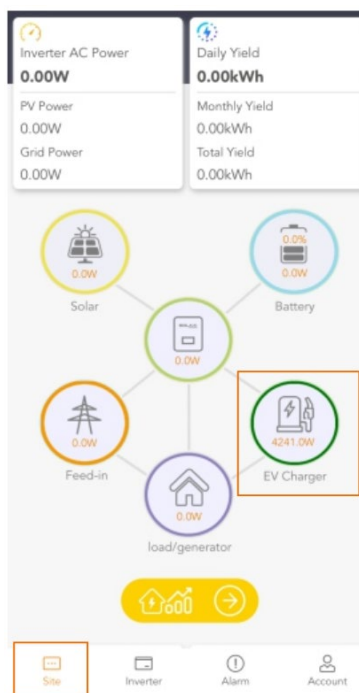 Inverter AC Power
0.00W
PV Power
0.00W
Grid Power
0.00W
Daily Yield
0.00kWh
Monthly Yield
0.00kWh
Total Yield
0.00kWh
0.0W
Solar
0.0%
0.0W
Battery
0.0W
0.0W
Feed-in
4241.0W
EV Charger
0.0W
load/generator
Site
Inverter
Alarm
Account